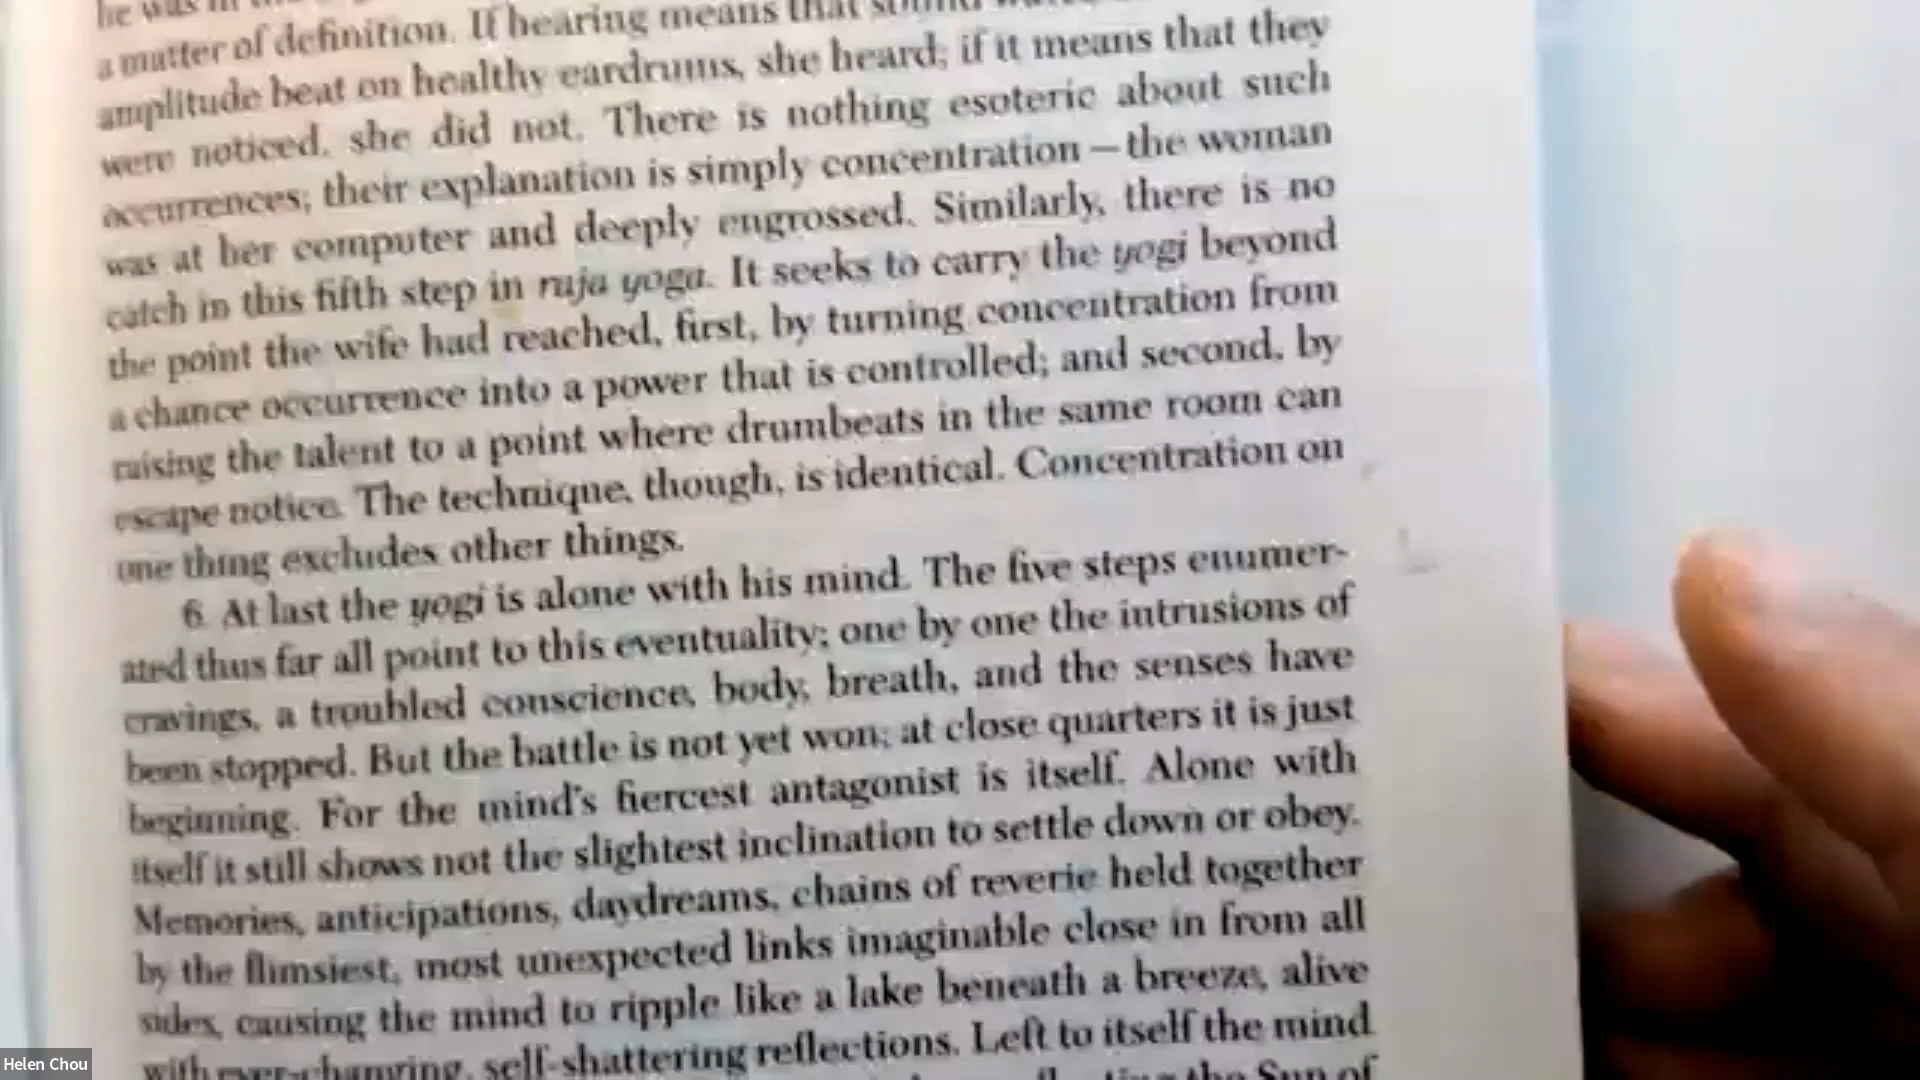 he was in the
a matter of definition. If hearing means that sound
amplitude beat on healthy eardrums, she heard; if it means that they
were noticed, she did not. There is nothing esoteric about such
occurrences; their explanation is simply concentration—the woman
was at her computer and deeply engrossed. Similarly, there is no
catch in this fifth step in raja yoga. It seeks to carry the yogi beyond
the point the wife had reached, first, by turning concentration from
a chance occurrence into a power that is controlled; and second, by
raising the talent to a point where drumbeats in the same room can
escape notice. The technique, though, is identical. Concentration on
one thing excludes other things.
6. At last the yogi is alone with his mind. The five steps enumer-
ated thus far all point to this eventuality; one by one the intrusions of
cravings, a troubled conscience, body, breath, and the senses have
been stopped. But the battle is not yet won; at close quarters it is just
beginning. For the mind's fiercest antagonist is itself. Alone with
itself it still shows not the slightest inclination to settle down or obey.
Memories, anticipations, daydreams, chains of reverie held together
by the flimsiest, most unexpected links imaginable close in from all
sides, causing the mind to ripple like a lake beneath a breeze, alive
with ever-changing, self-shattering reflections. Left to itself the mind
the Sun of
Helen Chou